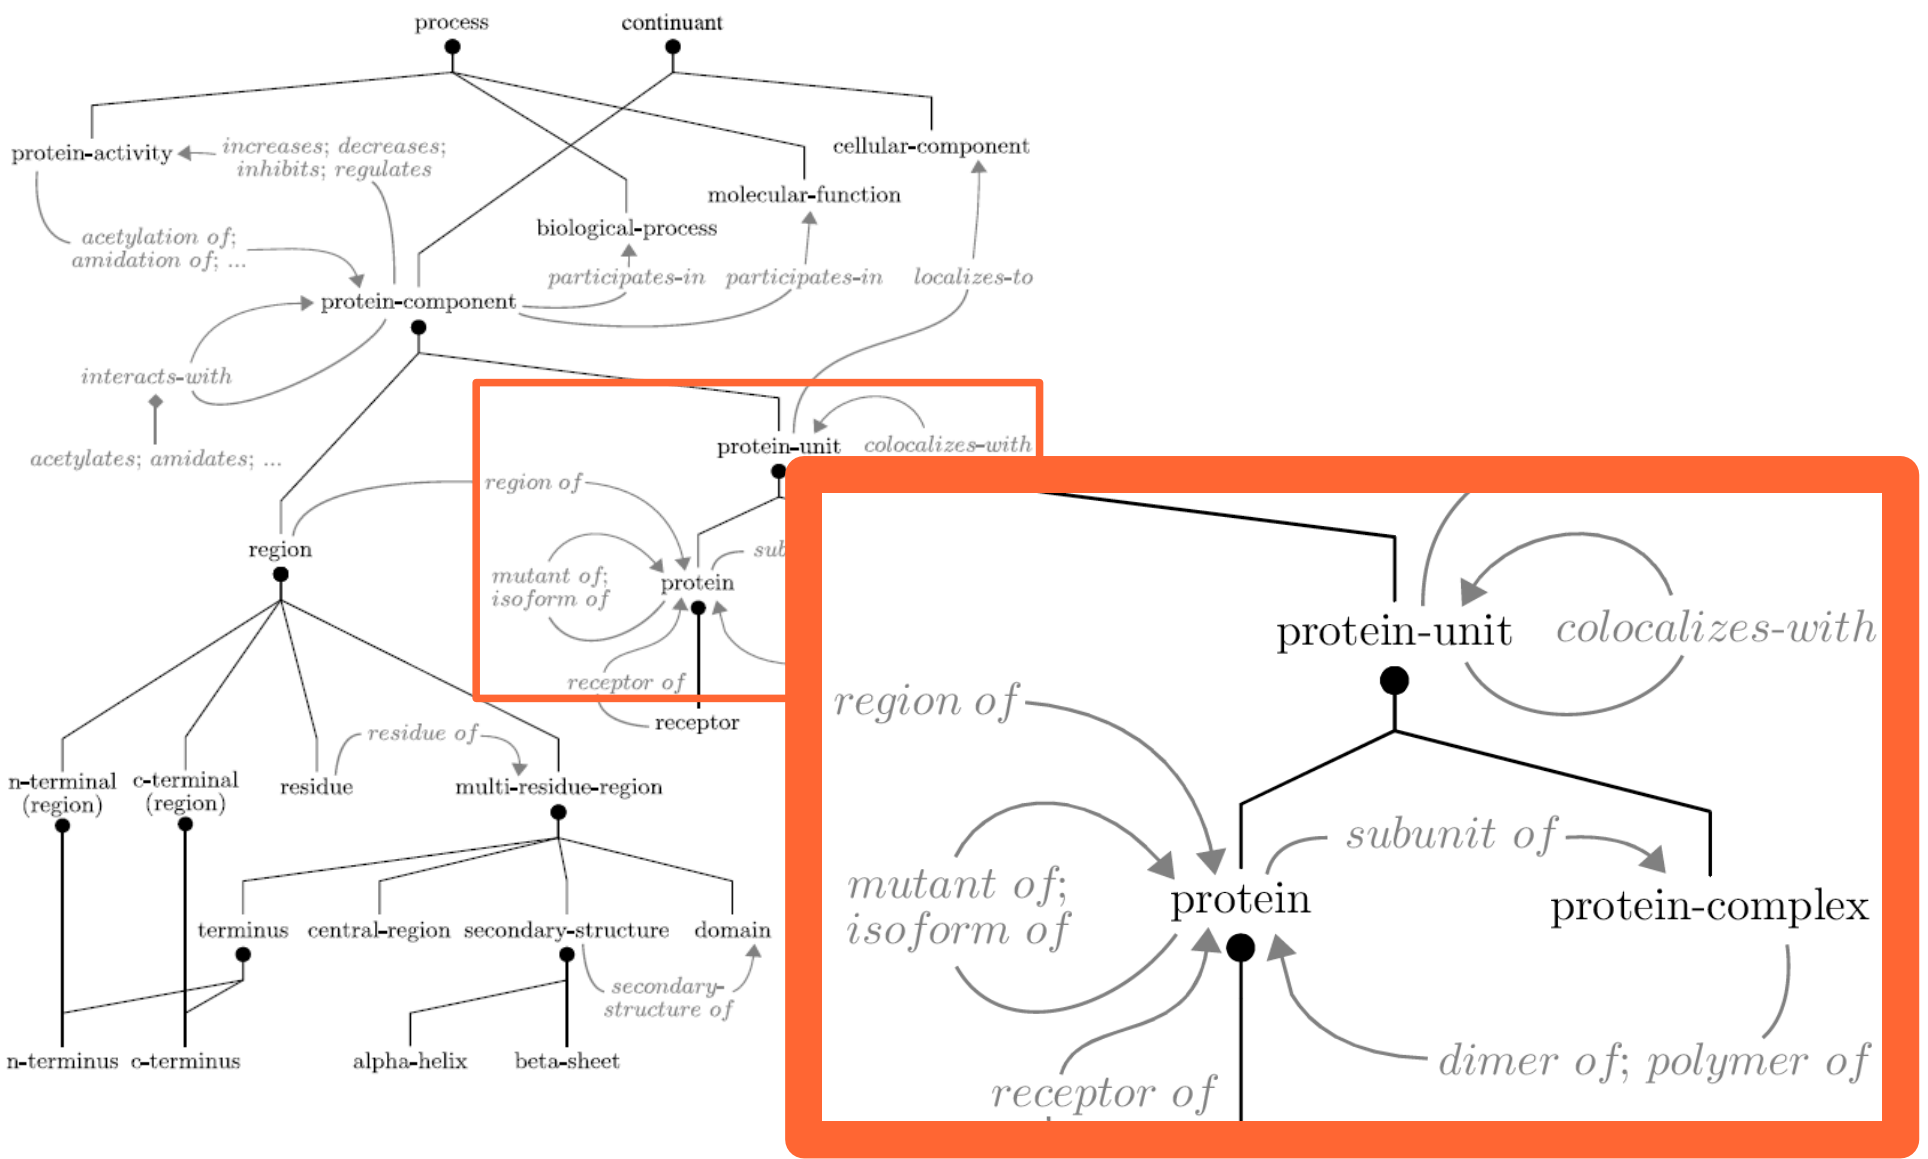 process
continuant
protein-activity
increases; decreases;
inhibits; regulates
cellular-component
molecular-function
biological-process
acetylation of;
amidation of; ...
participates-in
participates-in
localizes-to
protein-component
interacts-with
acetylates; amidates; ...
protein-unit
colocalizes-with
region of
region
mutant of;
isoform of
protein
sub
receptor of
receptor
residue of
n-terminal
(region)
c-terminal
(region)
residue
multi-residue-region
terminus
central-region
secondary-structure
domain
secondary-
structure of
n-terminus
c-terminus
alpha-helix
beta-sheet
protein-unit
colocalizes-with
region of
subunit of
mutant of;
isoform of
protein
protein-complex
dimer of; polymer of
receptor of